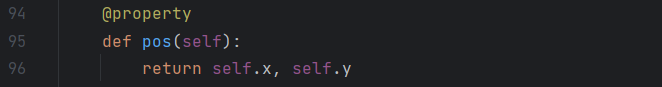 94 @property
95 def pos(self):
96 return self.x, self.y